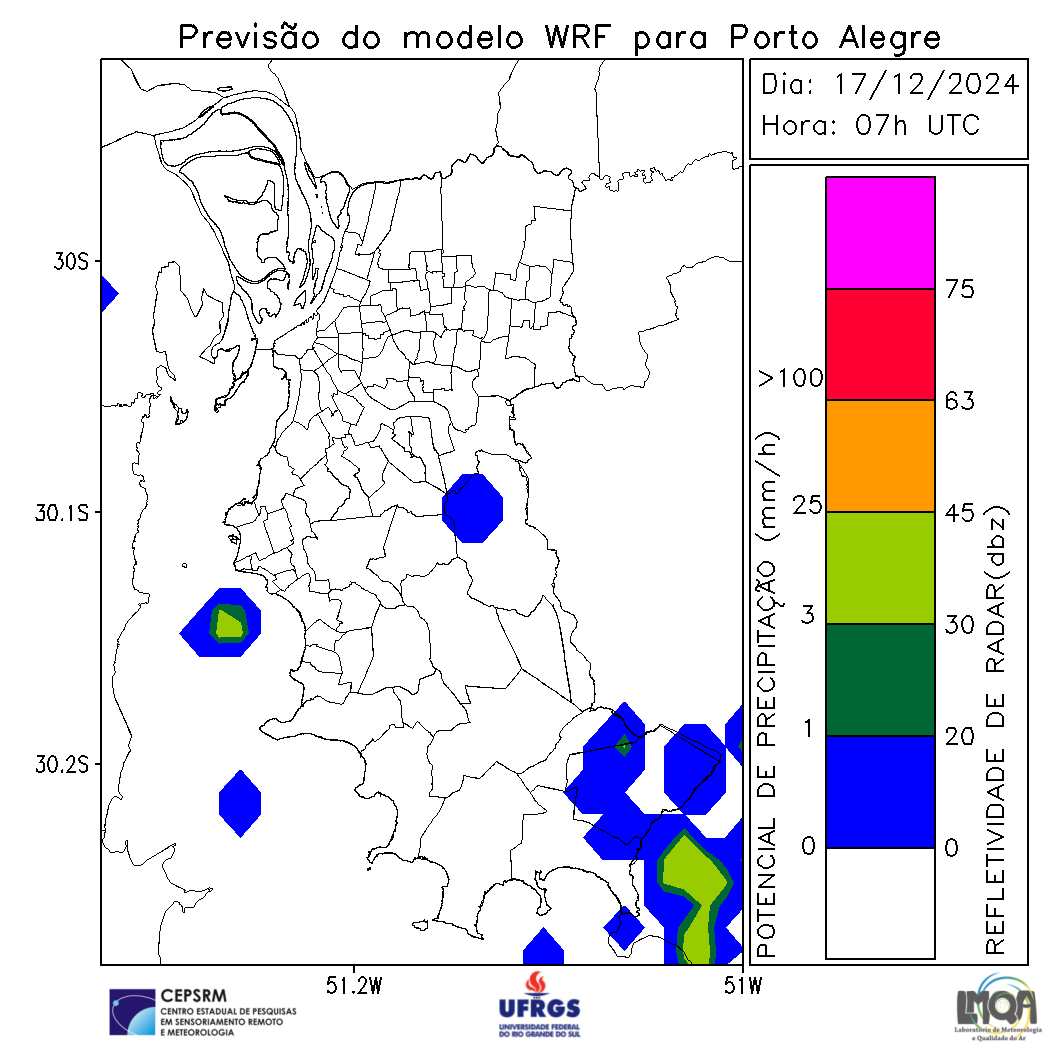 Previsão do modelo WRF para Porto Alegre
Dia: 17/12/2024
Hora: 07h UTC
30S
30.1S
30.2S
51.2W
51W
POTENCIAL DE PRECIPITAÇÃO (mm/h)
>100
25
3
1
0
75
63
45
30
20
0
REFLETIVIDADE DE RADAR(dbz)
CEPSRM
CENTRO ESTADUAL DE PESQUISAS
EM SENSORIAMENTO REMOTO
E METEOROLOGIA
UFRGS
UNIVERSIDADE FEDERAL
DO RIO GRANDE DO SUL
LMQA
Laboratório de Meteorologia
e Qualidade do Ar